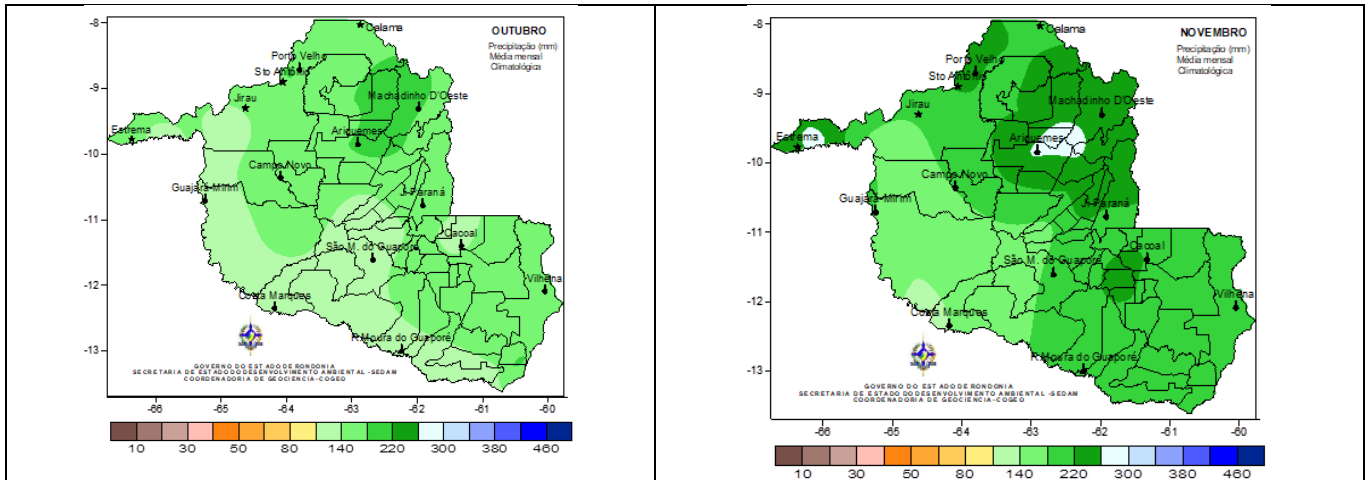 OUTUBRO
Precipitação (mm)
Média mensal
Climatológica
-8
-9
-10
-11
-12
-13
Calama
Porto Velho
Sto Antônio
Jirau
Machadinho D'Oeste
Estrema
Ariquemes
Campo Novo
Guajará-Mirim
Ji-Paraná
Cacoal
São M. do Guaporé
Vilhena
Costa Marques
R.Moura do Guaporé
GOVERNO DO ESTADO DE RONDONIA
SECRETARIA DE ESTADO DO DESENVOLVIMENTO AMBIENTAL -SEDAM
COORDENADORIA DE GEOCIENCIA-COGEO
-66 -65 -64 -63 -62 -61 -60
10 30 50 80 140 220 300 380 460
NOVEMBRO
Precipitação (mm)
Média mensal
Climatológica
-8
-9
-10
-11
-12
-13
Calama
Porto Velho
Sto Antônio
Jirau
Machadinho D'Oeste
Estrema
Ariquemes
Campo Novo
Guajará-Mirim
Ji-Paraná
Cacoal
São M. do Guaporé
Vilhena
Costa Marques
R.Moura do Guaporé
GOVERNO DO ESTADO DE RONDONIA
SECRETARIA DE ESTADO DO DESENVOLVIMENTO AMBIENTAL -SEDAM
COORDENADORIA DE GEOCIENCIA-COGEO
-66 -65 -64 -63 -62 -61 -60
10 30 50 80 140 220 300 380 460